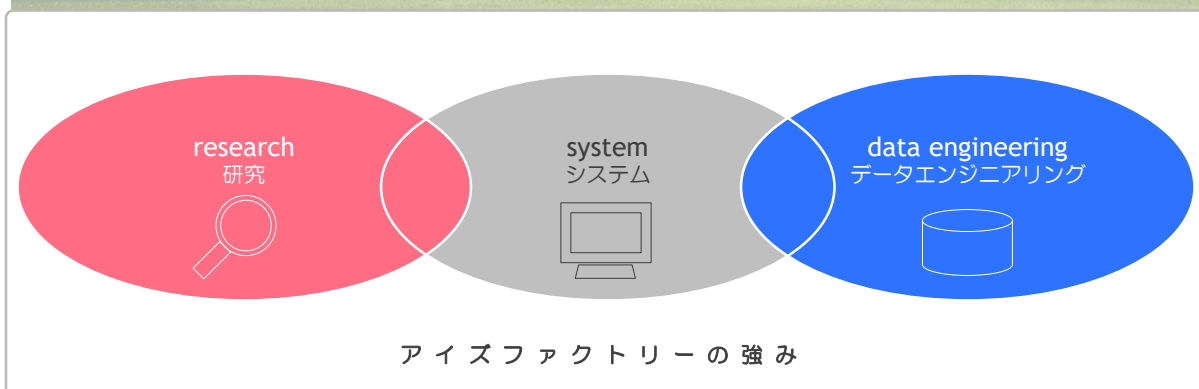 research
研究
system
システム
data engineering
データエンジニアリング
アイズファクトリーの強み